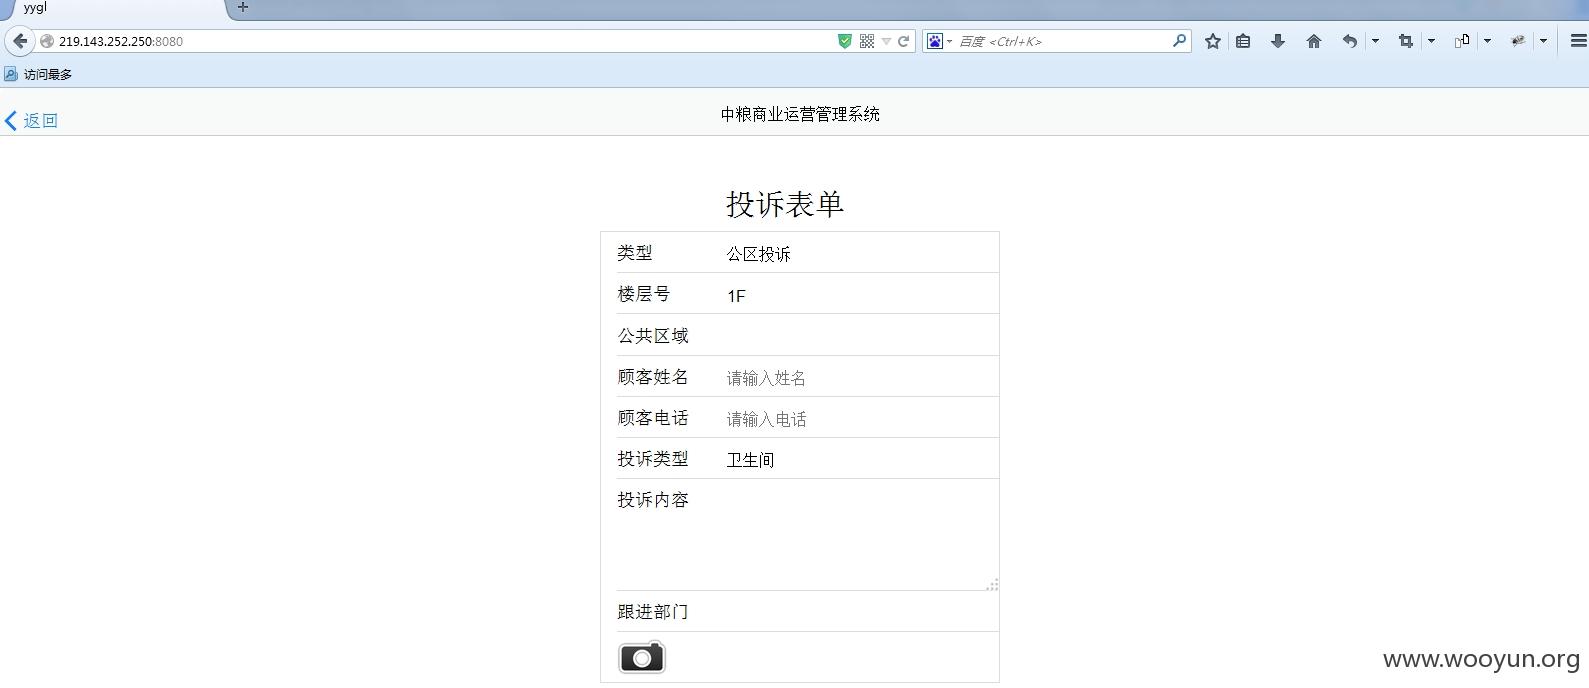 yygl
219.143.252.250:8080
百度 <Ctrl+K>
访问最多
返回
中粮商业运营管理系统
投诉表单
类型 公区投诉
楼层号 1F
公共区域
顾客姓名 请输入姓名
顾客电话 请输入电话
投诉类型 卫生间
投诉内容
跟进部门
www.wooyun.org